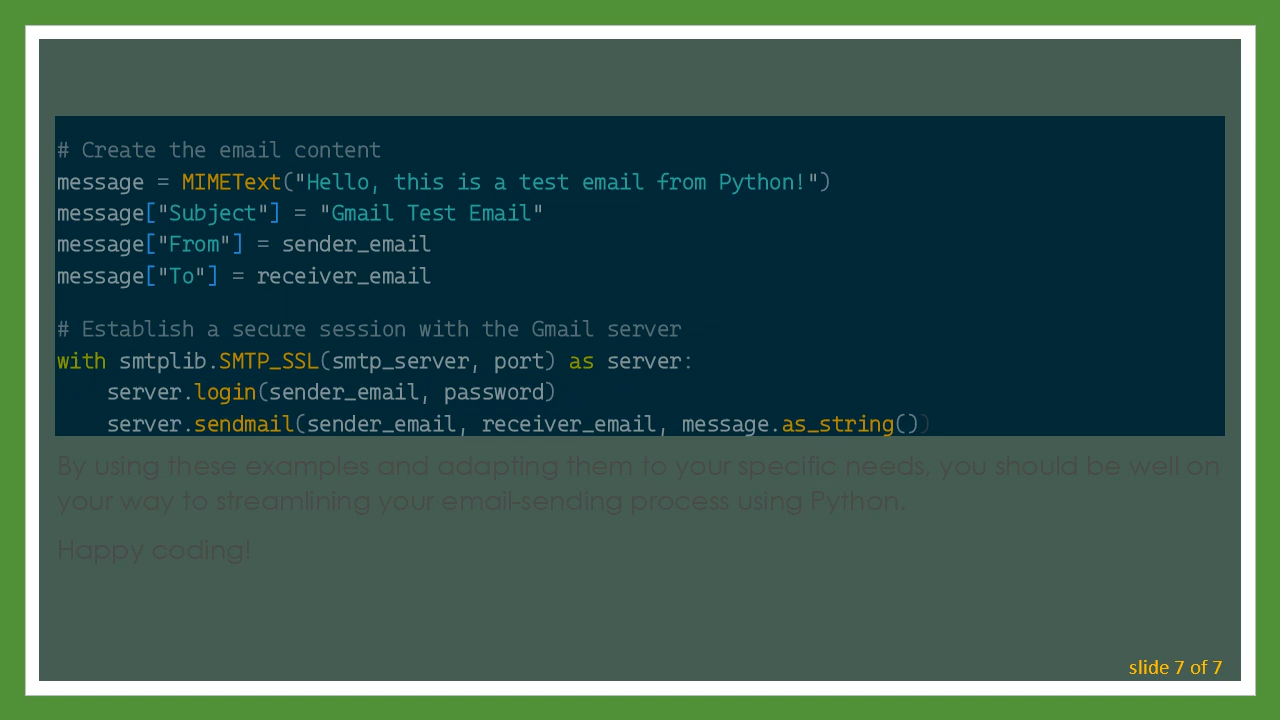 # Create the email content
message = MIMEText("Hello, this is a test email from Python!")
message["Subject"] = "Gmail Test Email"
message["From"] = sender_email
message["To"] = receiver_email
# Establish a secure session with the Gmail server
with smtplib.SMTP_SSL(smtp_server, port) as server:
    server.login(sender_email, password)
    server.sendmail(sender_email, receiver_email, message.as_string())
By using these examples and adapting them to your specific needs, you should be well on
your way to streamlining your email-sending process using Python.
Happy coding!
slide 7 of 7